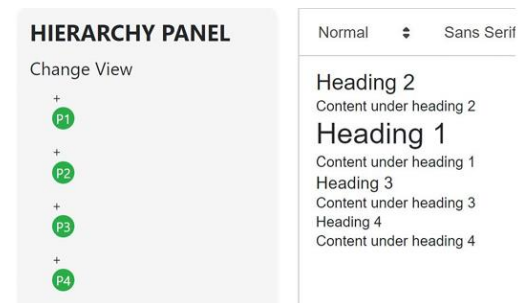 HIERARCHY PANEL
Change View
+
P1
+
P2
+
P3
+
P4
Normal Sans Serif
Heading 2
Content under heading 2
Heading 1
Content under heading 1
Heading 3
Content under heading 3
Heading 4
Content under heading 4